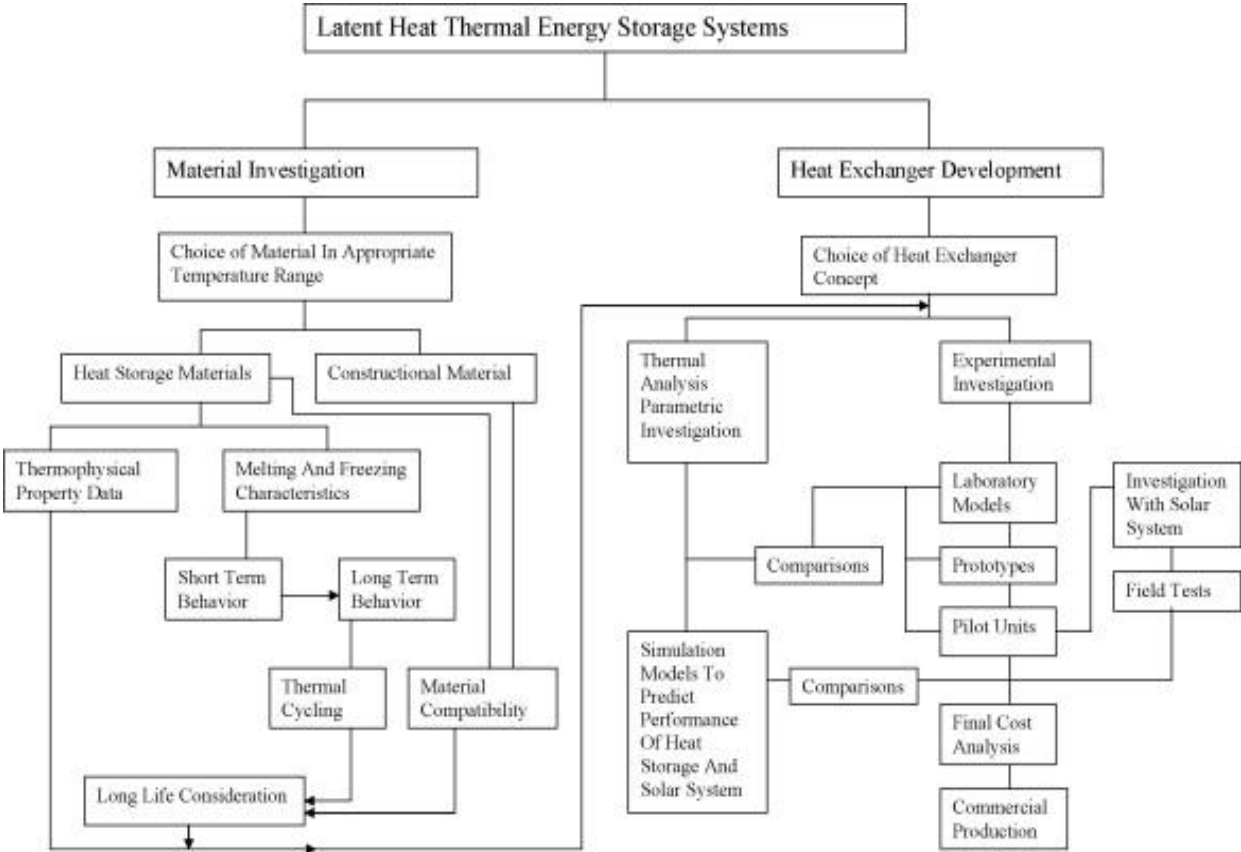 Latent Heat Thermal Energy Storage Systems
Material Investigation
Heat Exchanger Development
Choice of Material In Appropriate
Temperature Range
Choice of Heat Exchanger
Concept
Heat Storage Materials
Constructional Material
Thermal
Analysis
Parametric
Investigation
Experimental
Investigation
Thermophysical
Property Data
Melting And Freezing
Characteristics
Laboratory
Models
Investigation
With Solar
System
Short Term
Behavior
Long Term
Behavior
Comparisons
Prototypes
Field Tests
Pilot Units
Thermal
Cycling
Material
Compatibility
Simulation
Models To
Predict
Performance
Of Heat
Storage And
Solar System
Comparisons
Final Cost
Analysis
Long Life Consideration
Commercial
Production